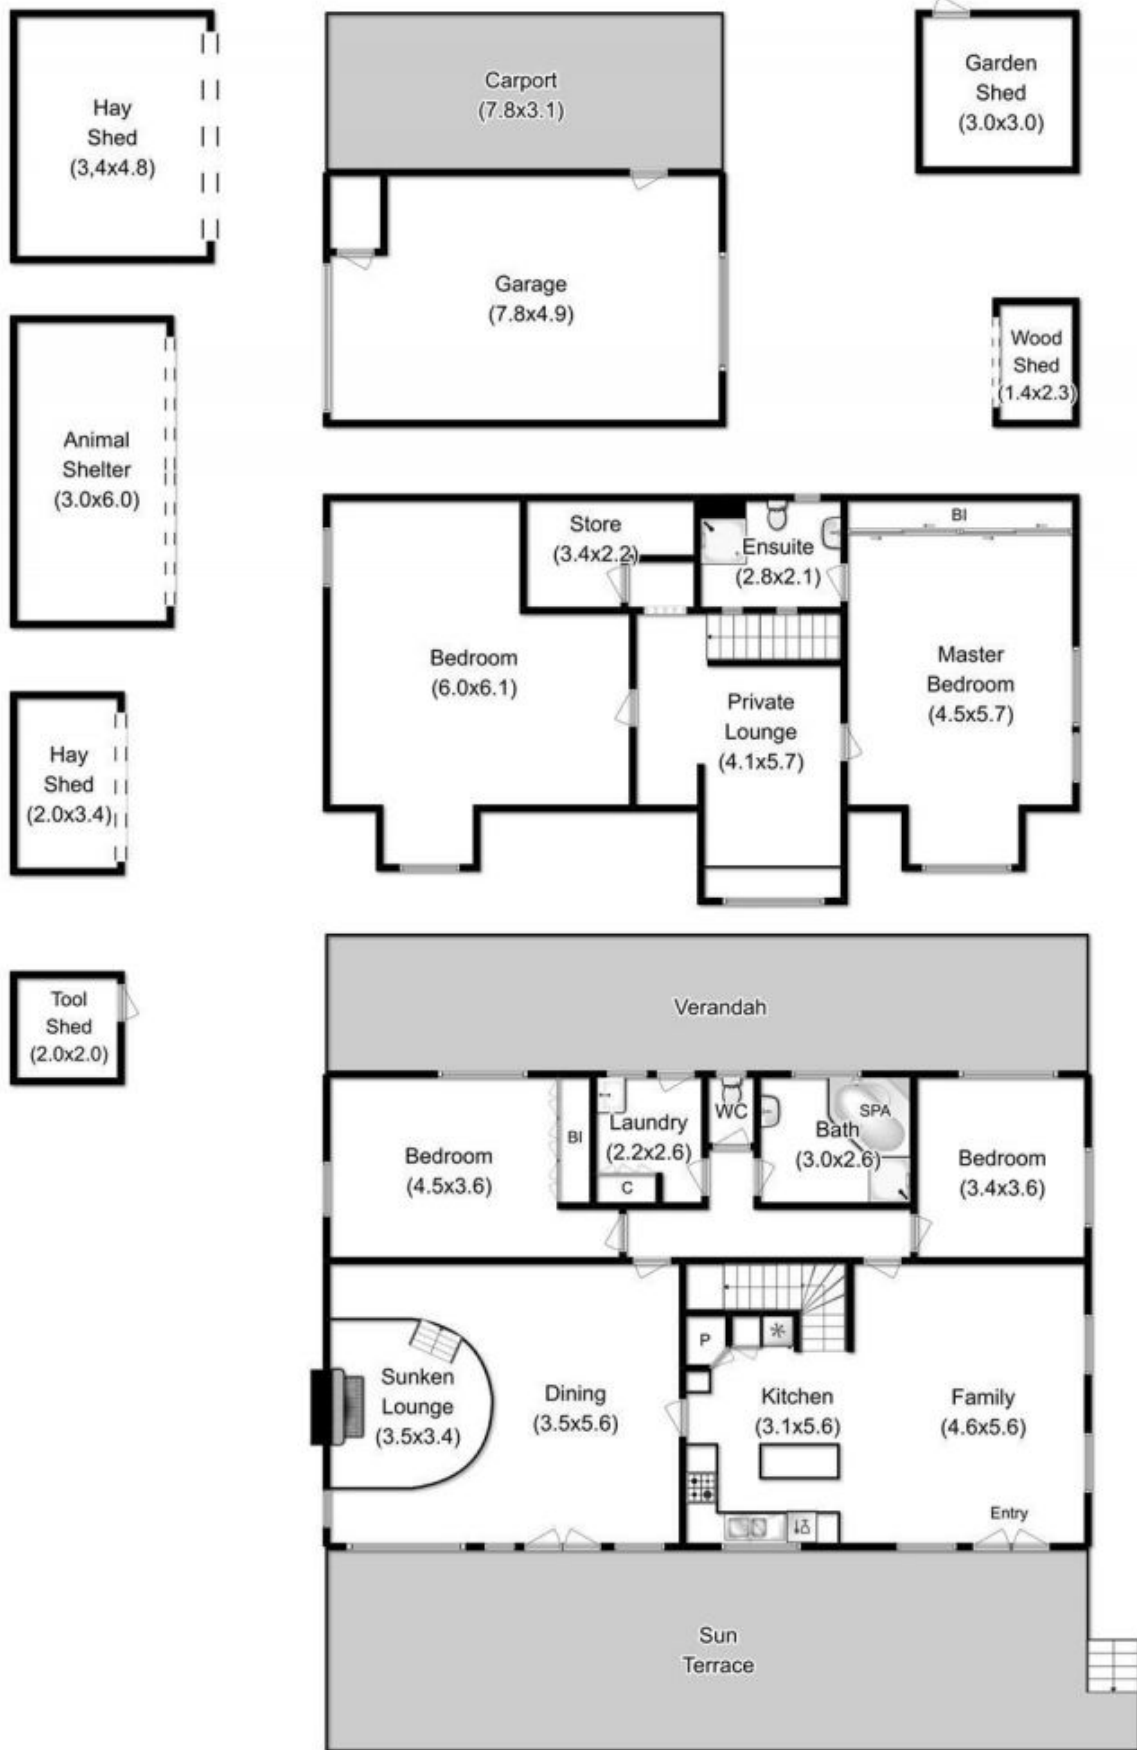 Hay
Shed
(3,4x4.8)
Carport
(7.8x3.1)
Garden
Shed
(3.0x3.0)
Garage
(7.8x4.9)
Wood
Shed
(1.4x2.3)
Animal
Shelter
(3.0x6.0)
Store
(3.4x2.2)
Ensuite
(2.8x2.1)
BI
Bedroom
(6.0x6.1)
Private
Lounge
(4.1x5.7)
Master
Bedroom
(4.5x5.7)
Hay
Shed
(2.0x3.4)
Tool
Shed
(2.0x2.0)
Verandah
Bedroom
(4.5x3.6)
BI
Laundry
(2.2x2.6)
C
WC
Bath
(3.0x2.6)
SPA
Bedroom
(3.4x3.6)
Sunken
Lounge
(3.5x3.4)
Dining
(3.5x5.6)
P
Kitchen
(3.1x5.6)
Family
(4.6x5.6)
Entry
Sun
Terrace